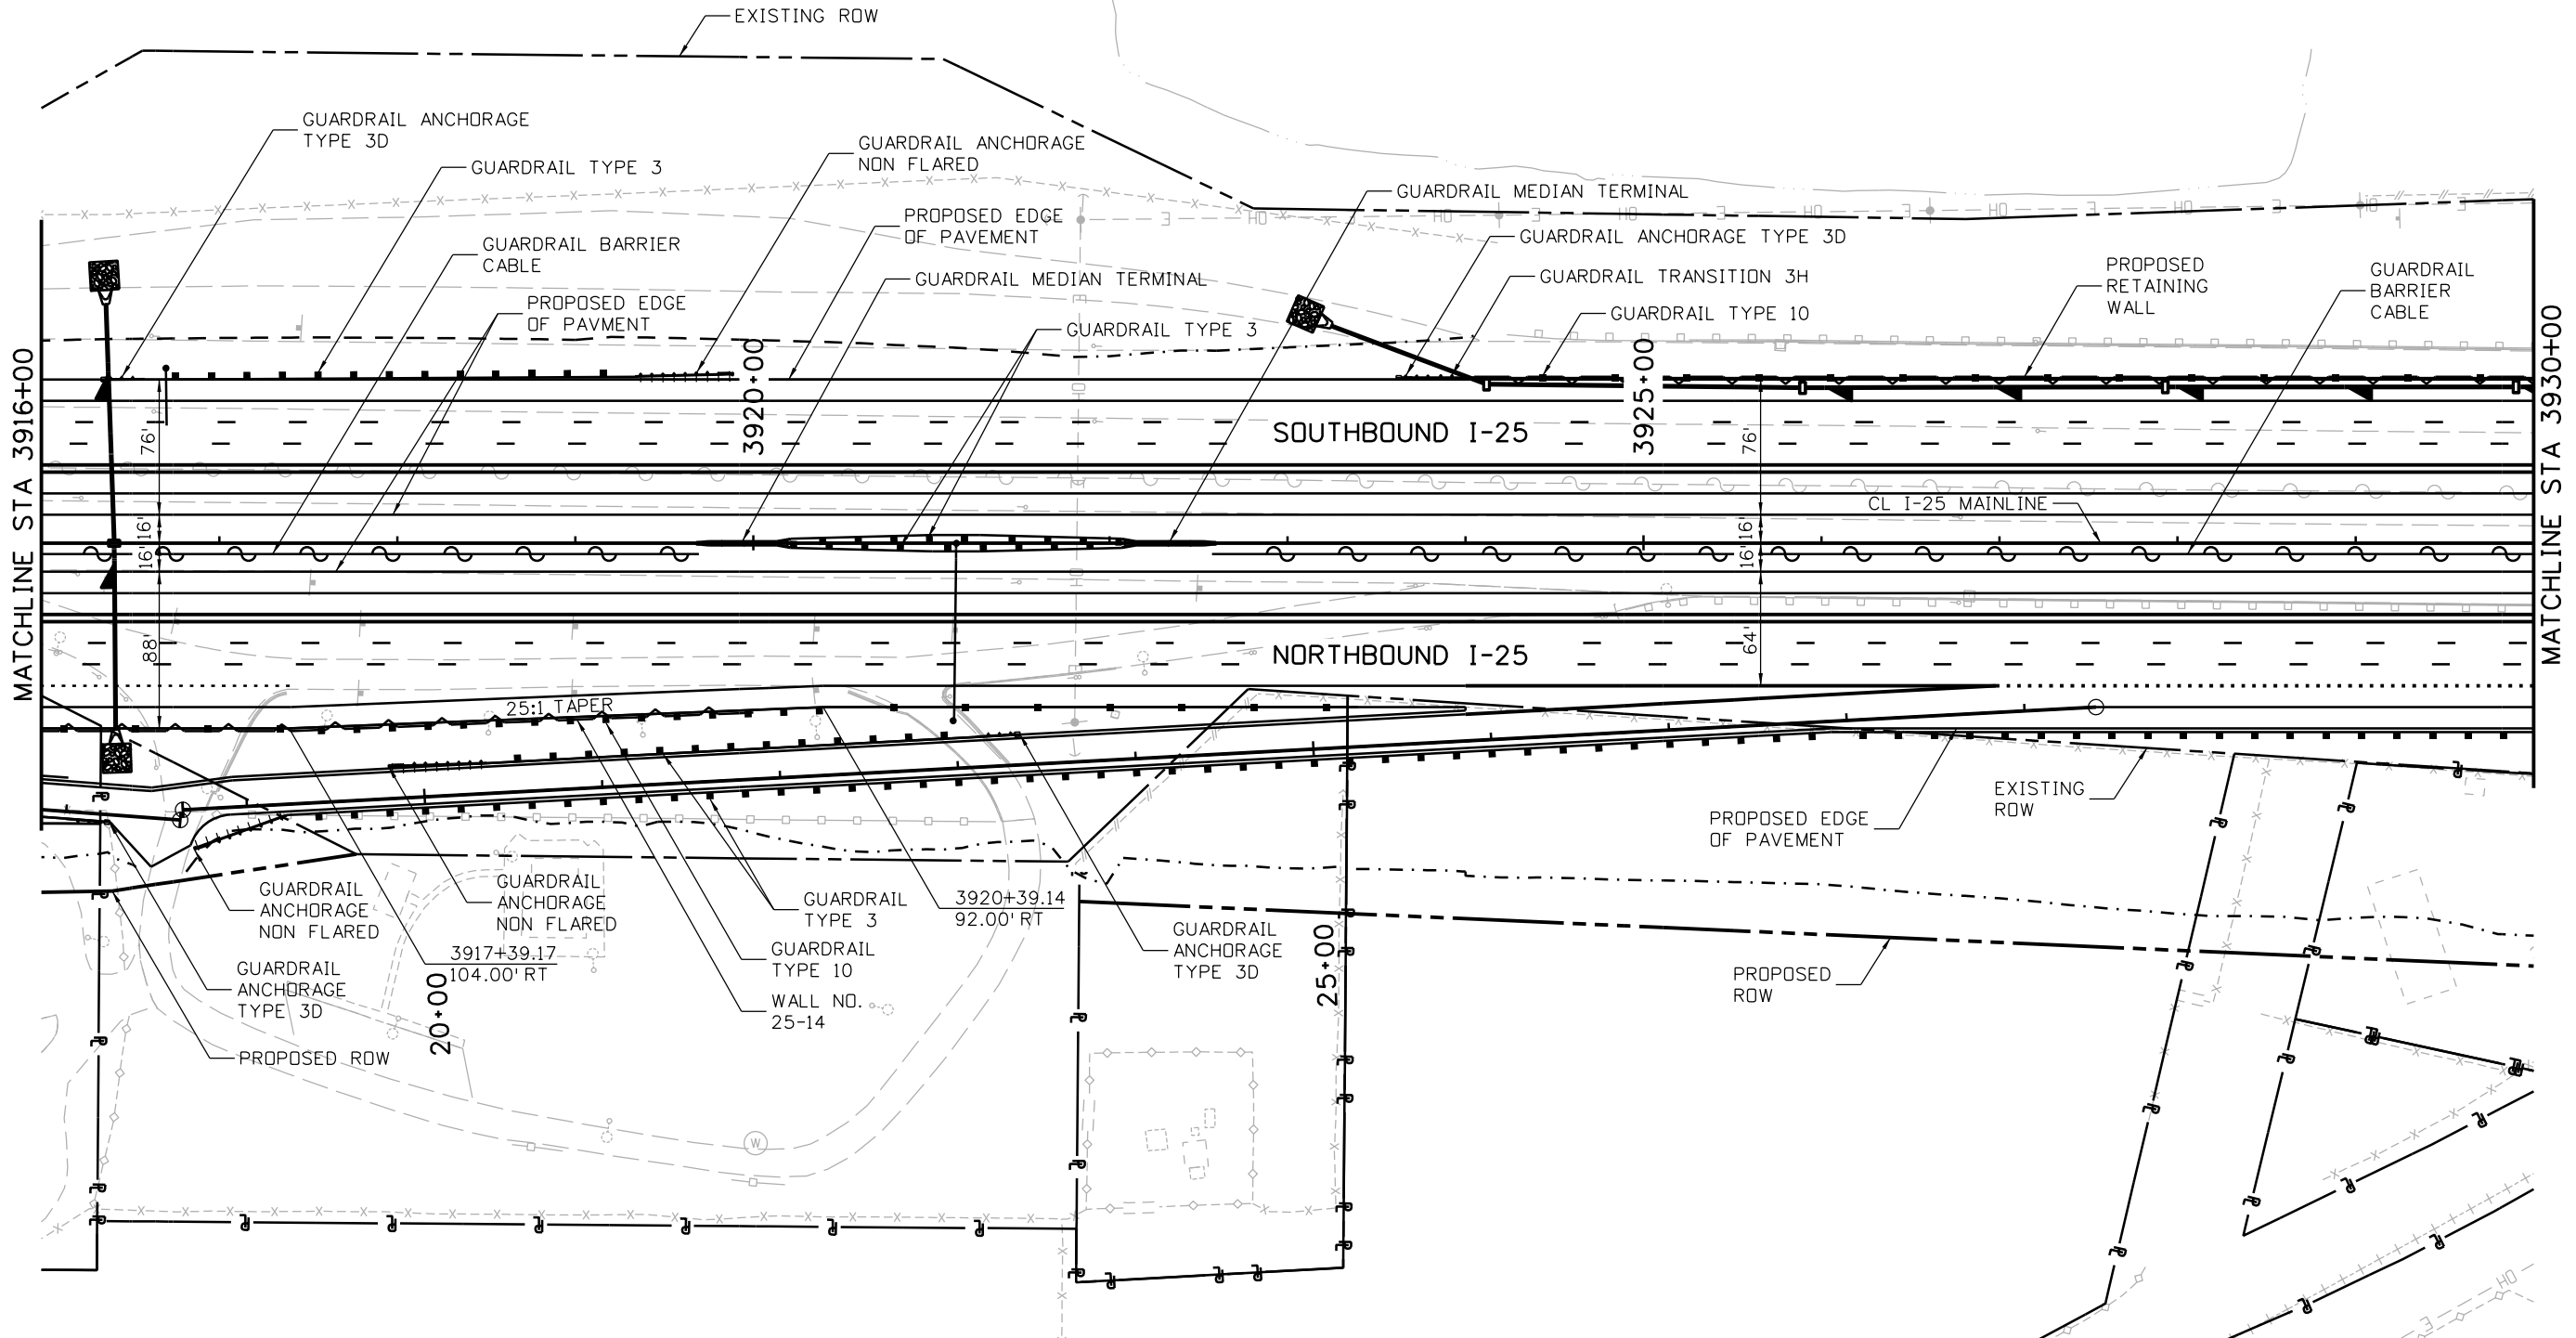 EXISTING ROW
GUARDRAIL ANCHORAGE
TYPE 3D
GUARDRAIL TYPE 3
GUARDRAIL ANCHORAGE
NON FLARED
GUARDRAIL MEDIAN TERMINAL
PROPOSED EDGE
OF PAVEMENT
GUARDRAIL BARRIER
CABLE
GUARDRAIL ANCHORAGE TYPE 3D
GUARDRAIL MEDIAN TERMINAL
GUARDRAIL TRANSITION 3H
PROPOSED
RETAINING
WALL
GUARDRAIL
BARRIER
CABLE
PROPOSED EDGE
OF PAVMENT
GUARDRAIL TYPE 3
GUARDRAIL TYPE 10
MATCHLINE STA 3916+00
3920+00
3925+00
MATCHLINE STA 3930+00
OH
E
OH
E
OH
E
OH
E
OH
E
SOUTHBOUND I-25
76'
76'
CL I-25 MAINLINE
16'
16'
16'
16'
NORTHBOUND I-25
88'
64'
25:1 TAPER
EXISTING
ROW
PROPOSED EDGE
OF PAVEMENT
GUARDRAIL
ANCHORAGE
NON FLARED
GUARDRAIL
ANCHORAGE
NON FLARED
GUARDRAIL
TYPE 3
3920+39.14
92.00' RT
GUARDRAIL
ANCHORAGE
TYPE 3D
3917+39.17
104.00' RT
GUARDRAIL
TYPE 10
GUARDRAIL
ANCHORAGE
TYPE 3D
20+00
25+00
WALL NO.
25-14
PROPOSED
ROW
PROPOSED ROW
W
OH
E